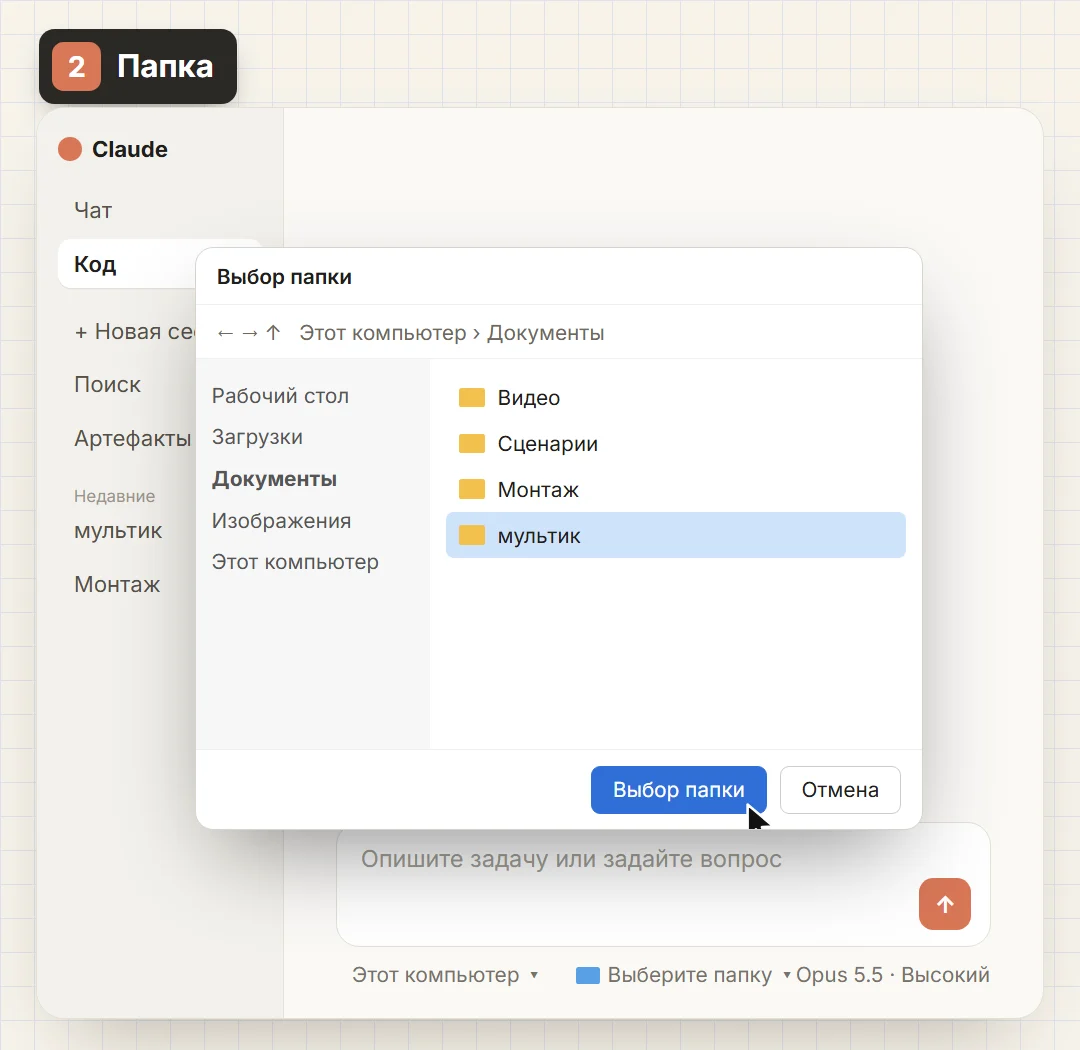 2 Папка
Claude
Чат
Код
+ Новая се
Поиск
Артефакты
Недавние
мультик
Монтаж
Выбор папки
← → ↑ Этот компьютер › Документы
Рабочий стол
Загрузки
Документы
Изображения
Этот компьютер
Видео
Сценарии
Монтаж
мультик
Выбор папки Отмена
Опишите задачу или задайте вопрос
Этот компьютер ▾ Выберите папку ▾ Opus 5.5 · Высокий